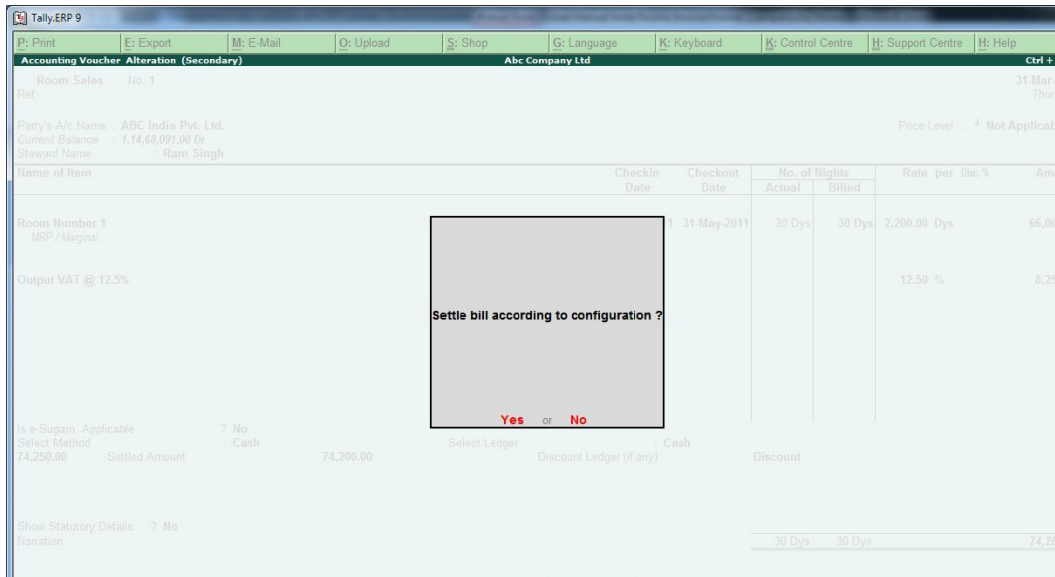 Tally.ERP 9
P: Print E: Export M: E-Mail O: Upload S: Shop G: Language K: Keyboard K: Control Centre H: Support Centre H: Help
Accounting Voucher Alteration (Secondary) Abc Company Ltd Ctrl +
Room Sales No. 1 31-Mar-
Ref. : Thur
Party's A/c Name : ABC India Pvt. Ltd. Price Level : Not Applicab
Current Balance : 1,14,68,091.00 Dr
Steward Name : Ram Singh
Name of Item Checkin Checkout No. of Nights Rate per Disc.% Am
Date Date Actual Billed
Room Number 1 1 31-May-2011 30 Dys 30 Dys 2,200.00 Dys 66,00
MRP / Marginal:
Output VAT @ 12.5% 12.50 % 8,25
Settle bill according to configuration ?
Yes or No
Is e-Sugam Applicable ? No
Select Method : Cash Select Ledger : Cash
74,250.00 Settled Amount : 74,200.00 Discount Ledger (if any) : Discount
Show Statutory Details ? No
Narration: 30 Dys 30 Dys 74,25